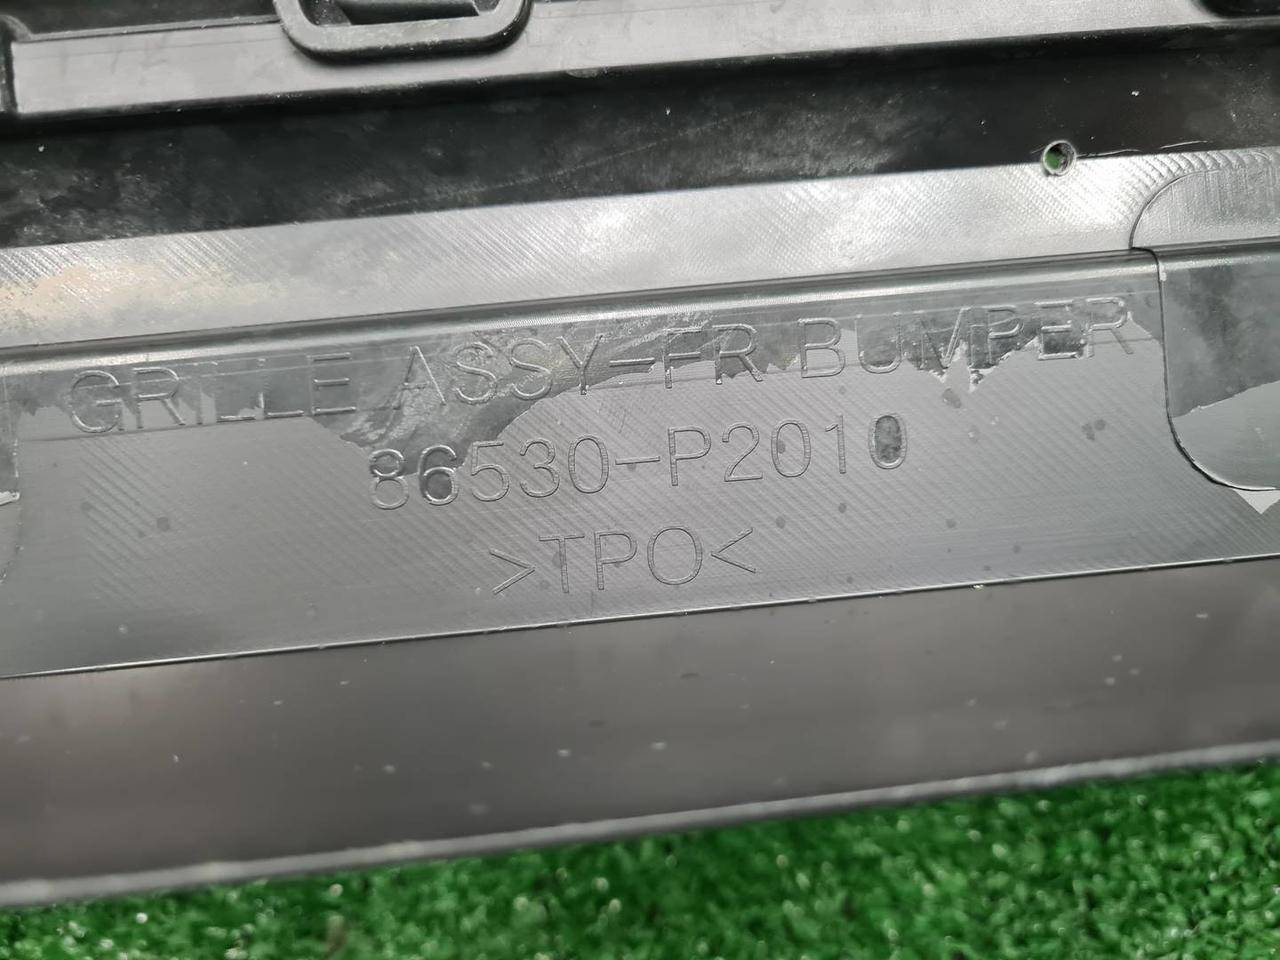 GRILLE ASSY-FR BUMPER
86530-P2010
>TPO<